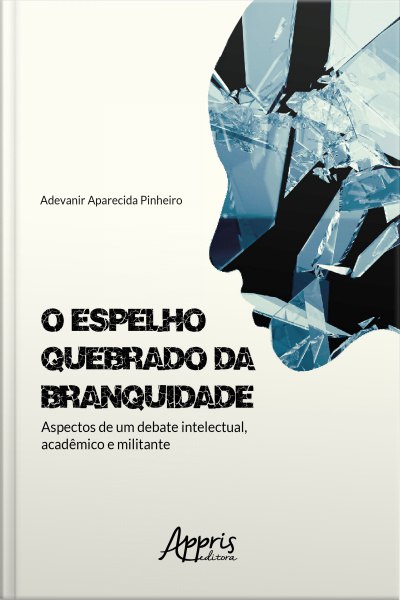 Adevanir Aparecida Pinheiro
O ESPELHO
QUEBRADO DA
BRANQUIDADE
Aspectos de um debate intelectual,
acadêmico e militante
Appris
editora